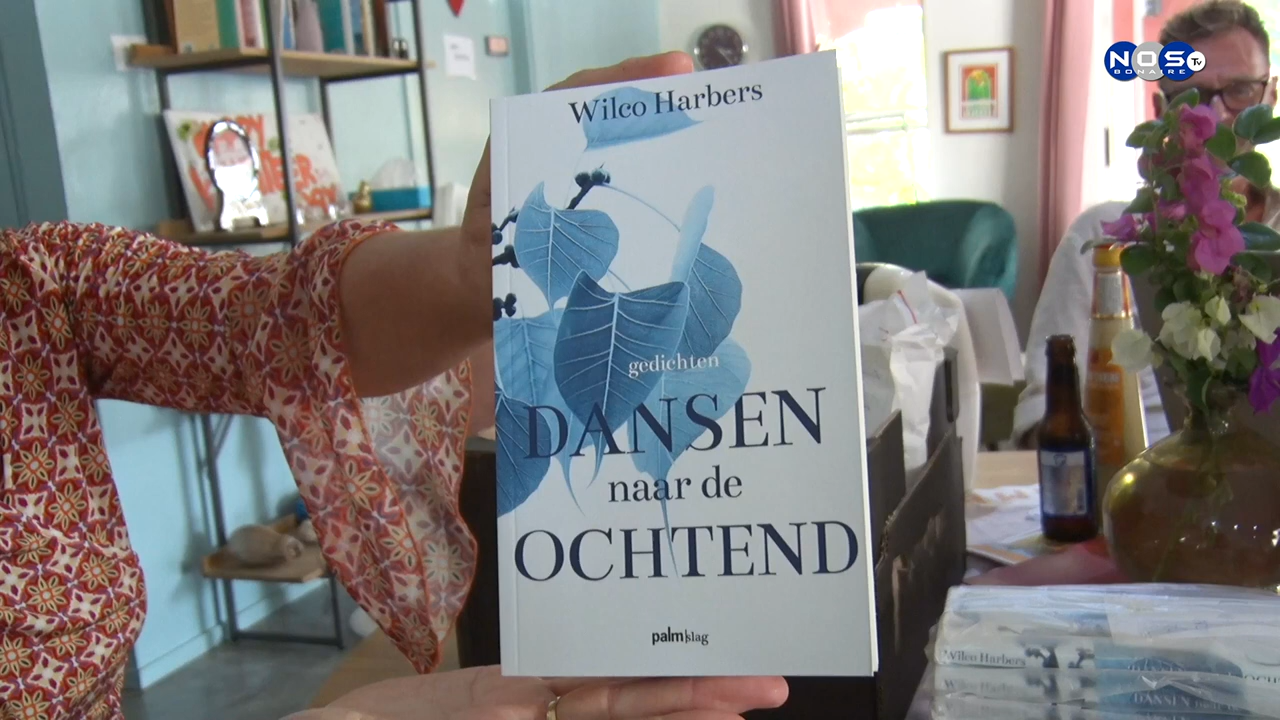 NOS TV
BONAIRE
Wilco Harbers
gedichten
DANSEN
naar de
OCHTEND
palm|slag
Wilco Harbers
DANSEN